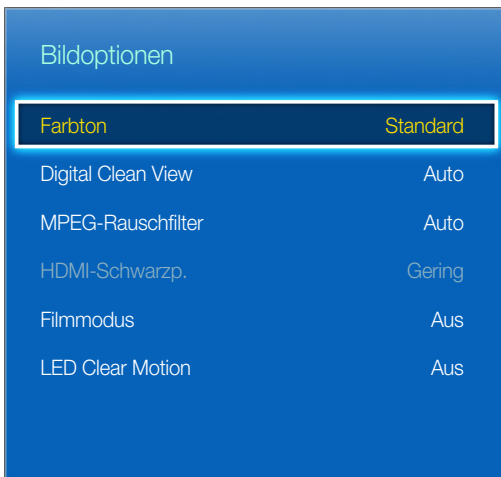 Bildoptionen
Farbton Standard
Digital Clean View Auto
MPEG-Rauschfilter Auto
HDMI-Schwarzp. Gering
Filmmodus Aus
LED Clear Motion Aus